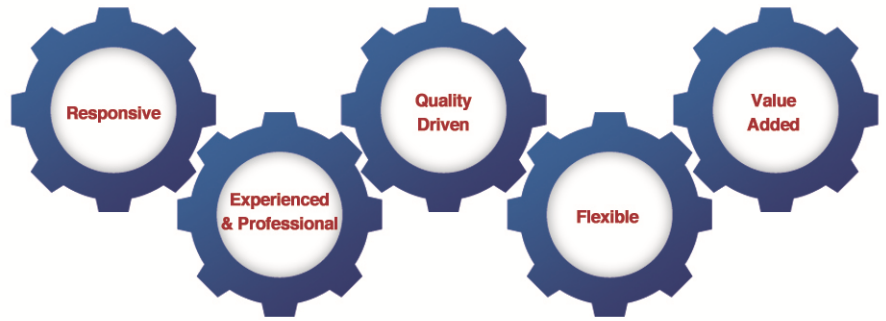 Responsive
Experienced
& Professional
Quality
Driven
Flexible
Value
Added